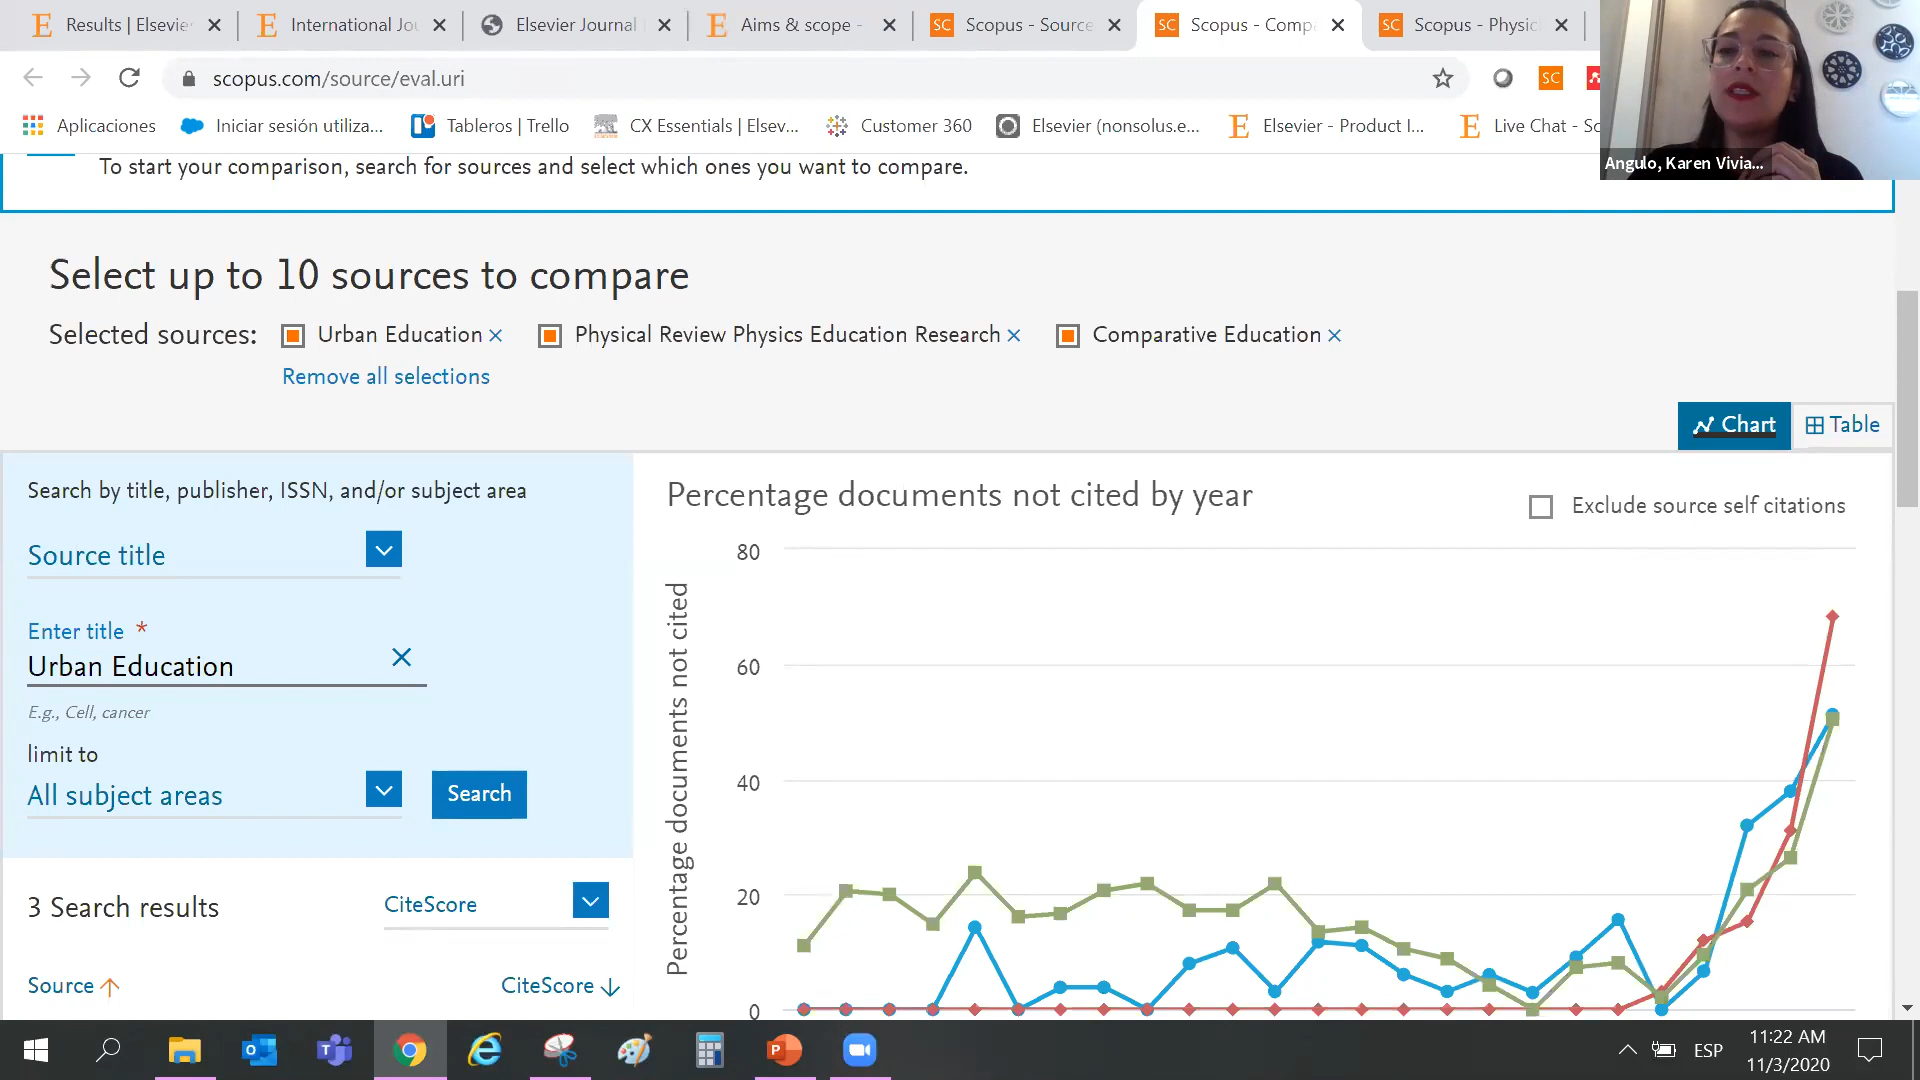 Results | Elsevie
International Jou
Elsevier Journal
Aims & scope -
SC Scopus - Source
SC Scopus - Compa
SC Scopus - Physic
scopus.com/source/eval.uri
SC
Aplicaciones
Iniciar sesión utiliza...
Tableros | Trello
CX Essentials | Elsev...
Customer 360
Elsevier (nonsolus.e...
Elsevier - Product I...
Live Chat - Sc
Angulo, Karen Vivia...
To start your comparison, search for sources and select which ones you want to compare.
Select up to 10 sources to compare
Selected sources: Urban Education Physical Review Physics Education Research Comparative Education
Remove all selections
Chart Table
Search by title, publisher, ISSN, and/or subject area
Source title
Enter title *
Urban Education
E.g., Cell, cancer
limit to
All subject areas
Search
3 Search results
CiteScore
Source CiteScore
Percentage documents not cited by year
Exclude source self citations
Percentage documents not cited
80
60
40
20
0
ESP
11:22 AM
11/3/2020